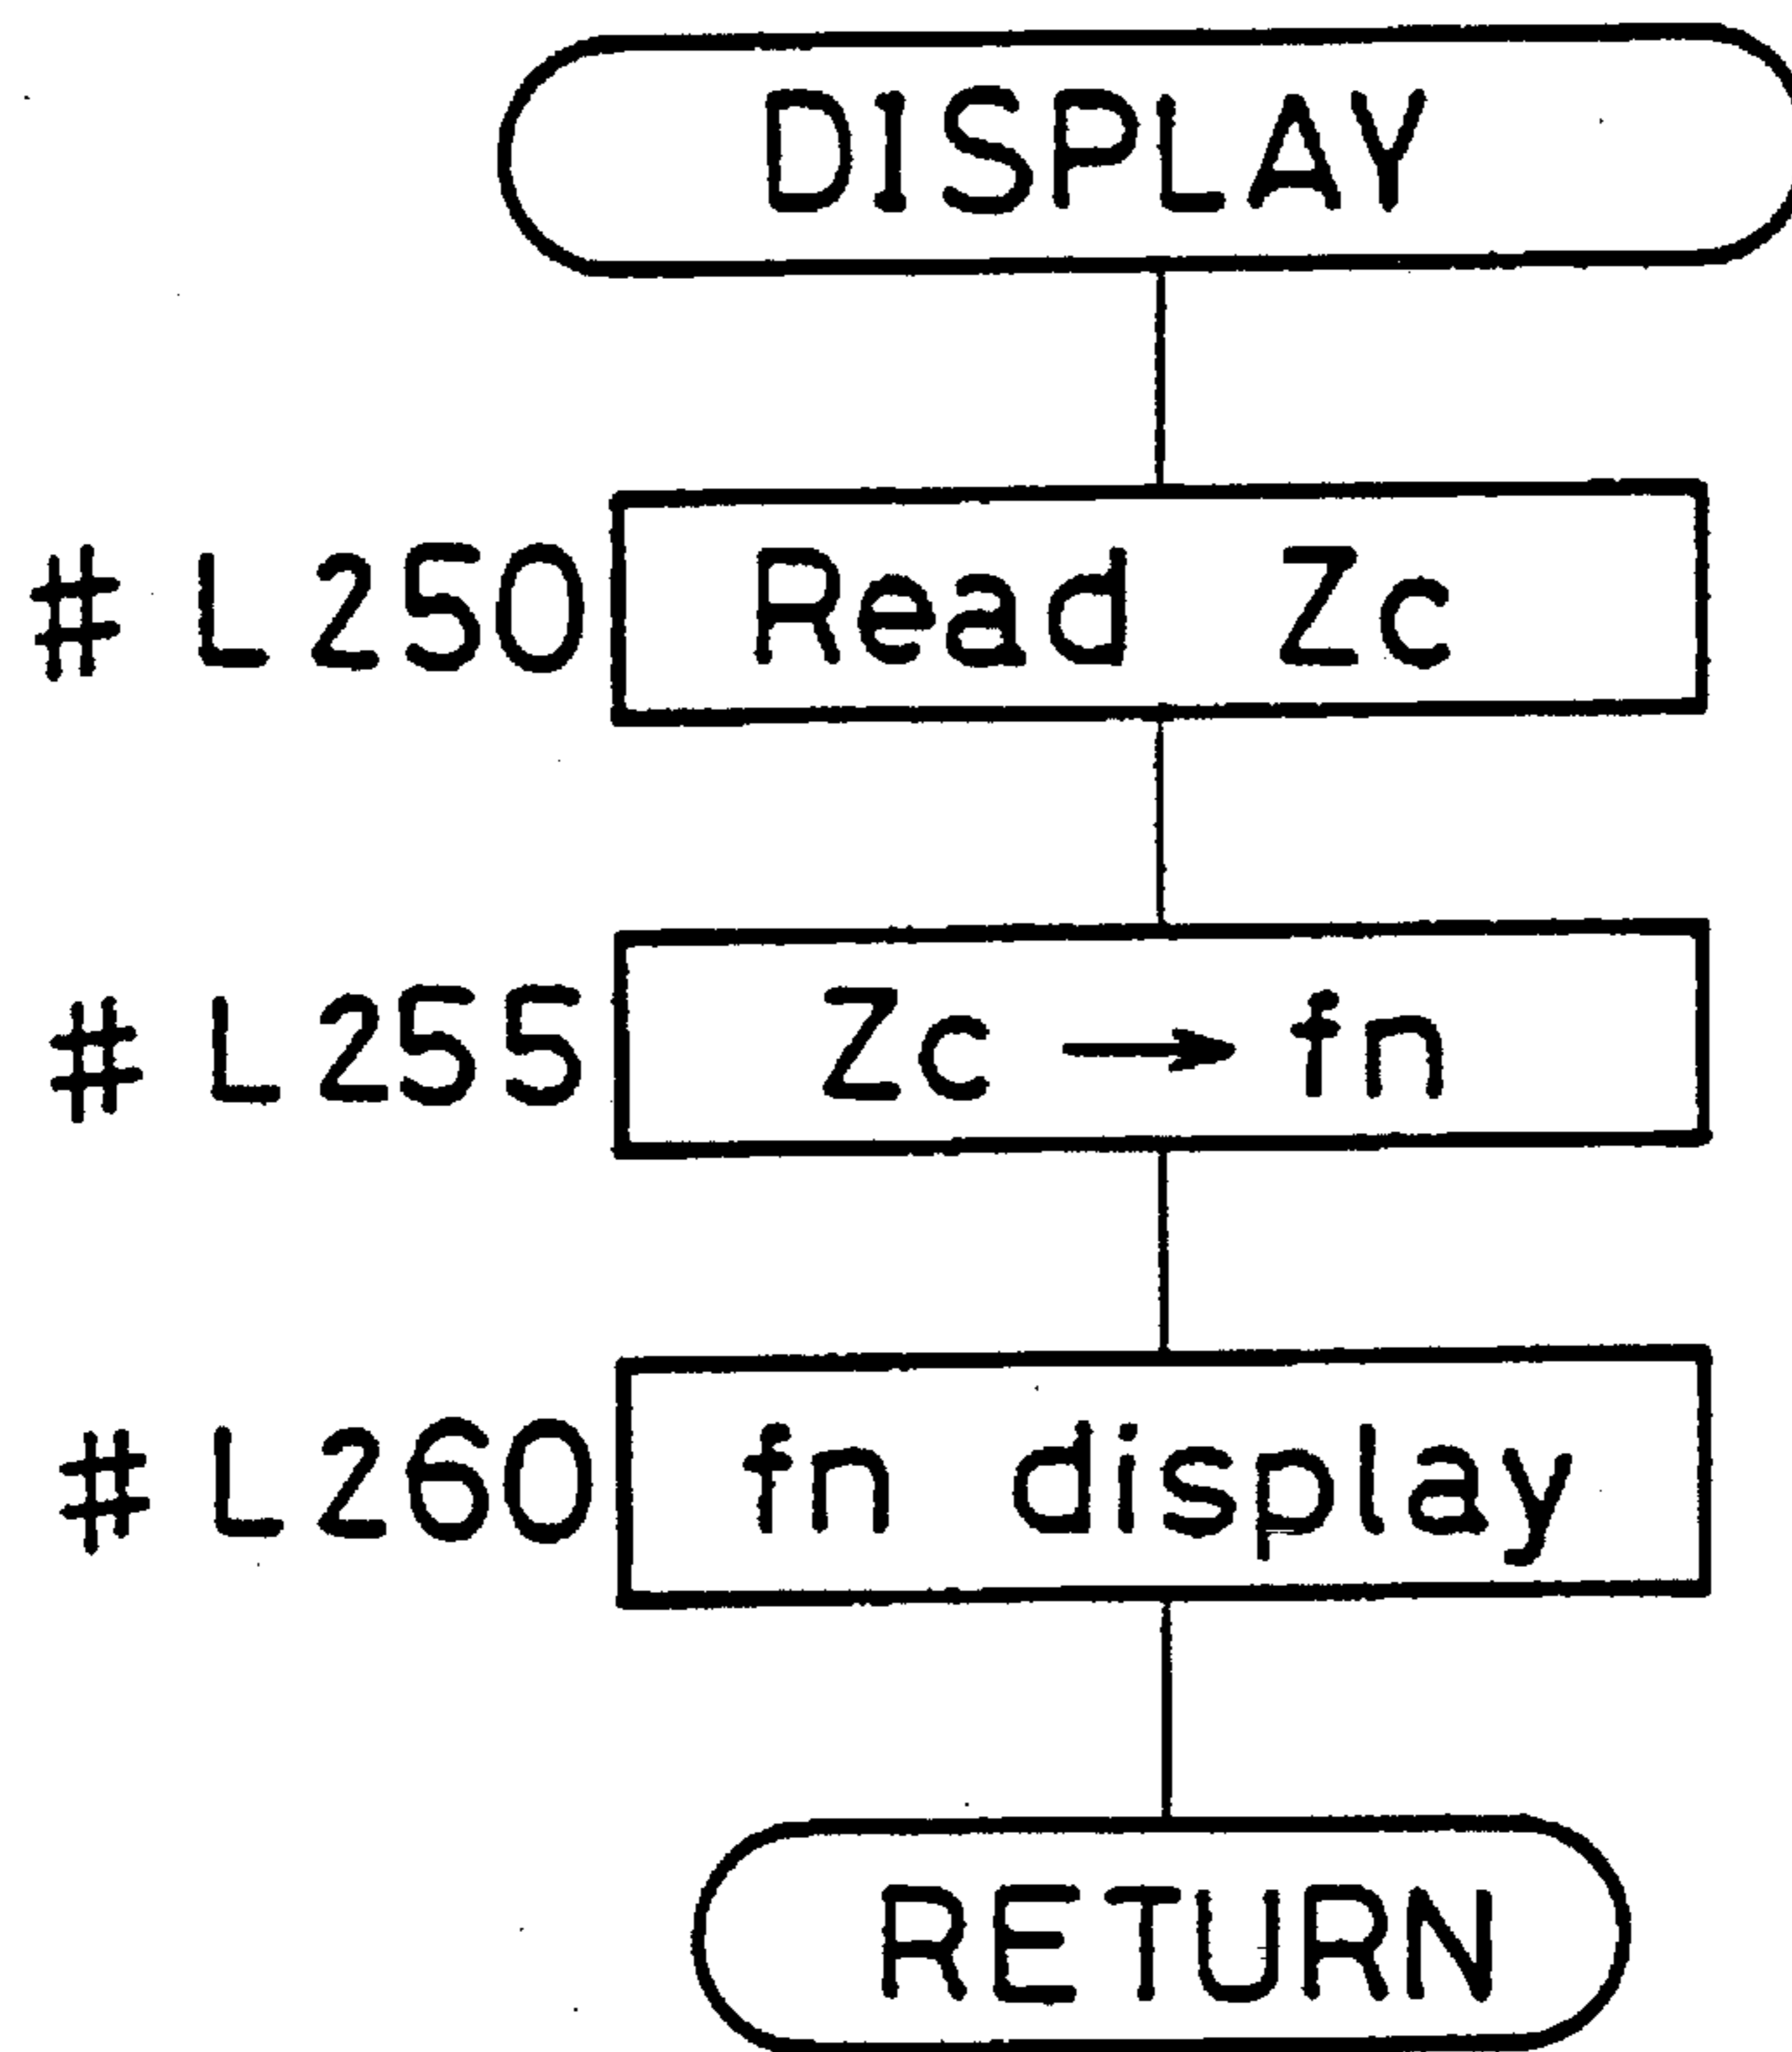 DISPLAY
# L250 Read Zc
# L255 Zc → fn
# L260 fn display
RETURN